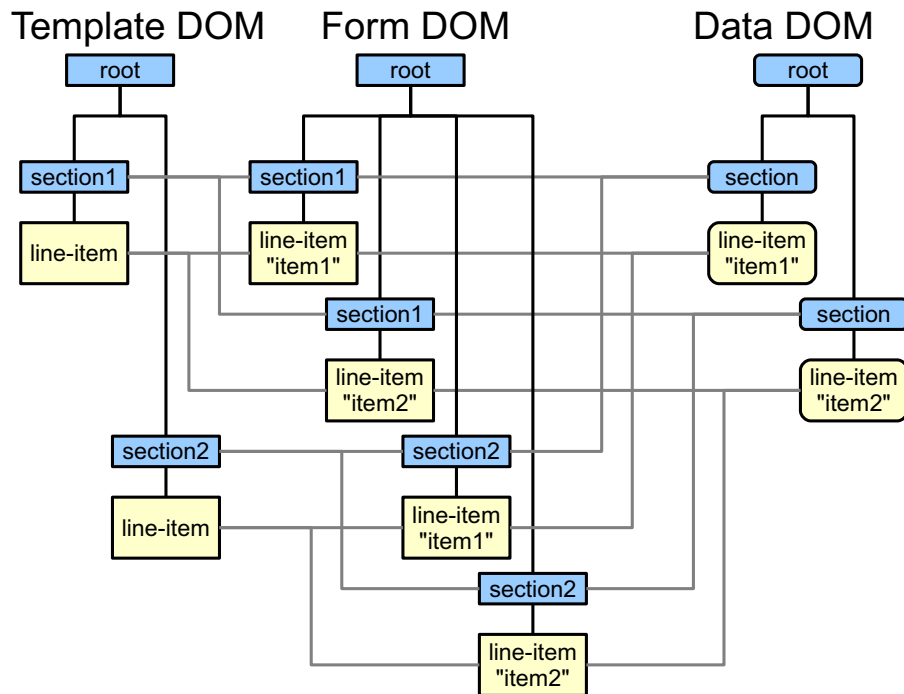 Template DOM Form DOM Data DOM
root root root
section1 section1 section
line-item line-item line-item
"item1" "item1"
section1 section
line-item line-item
"item2" "item2"
section2 section2
line-item line-item
"item1"
section2
line-item
"item2"